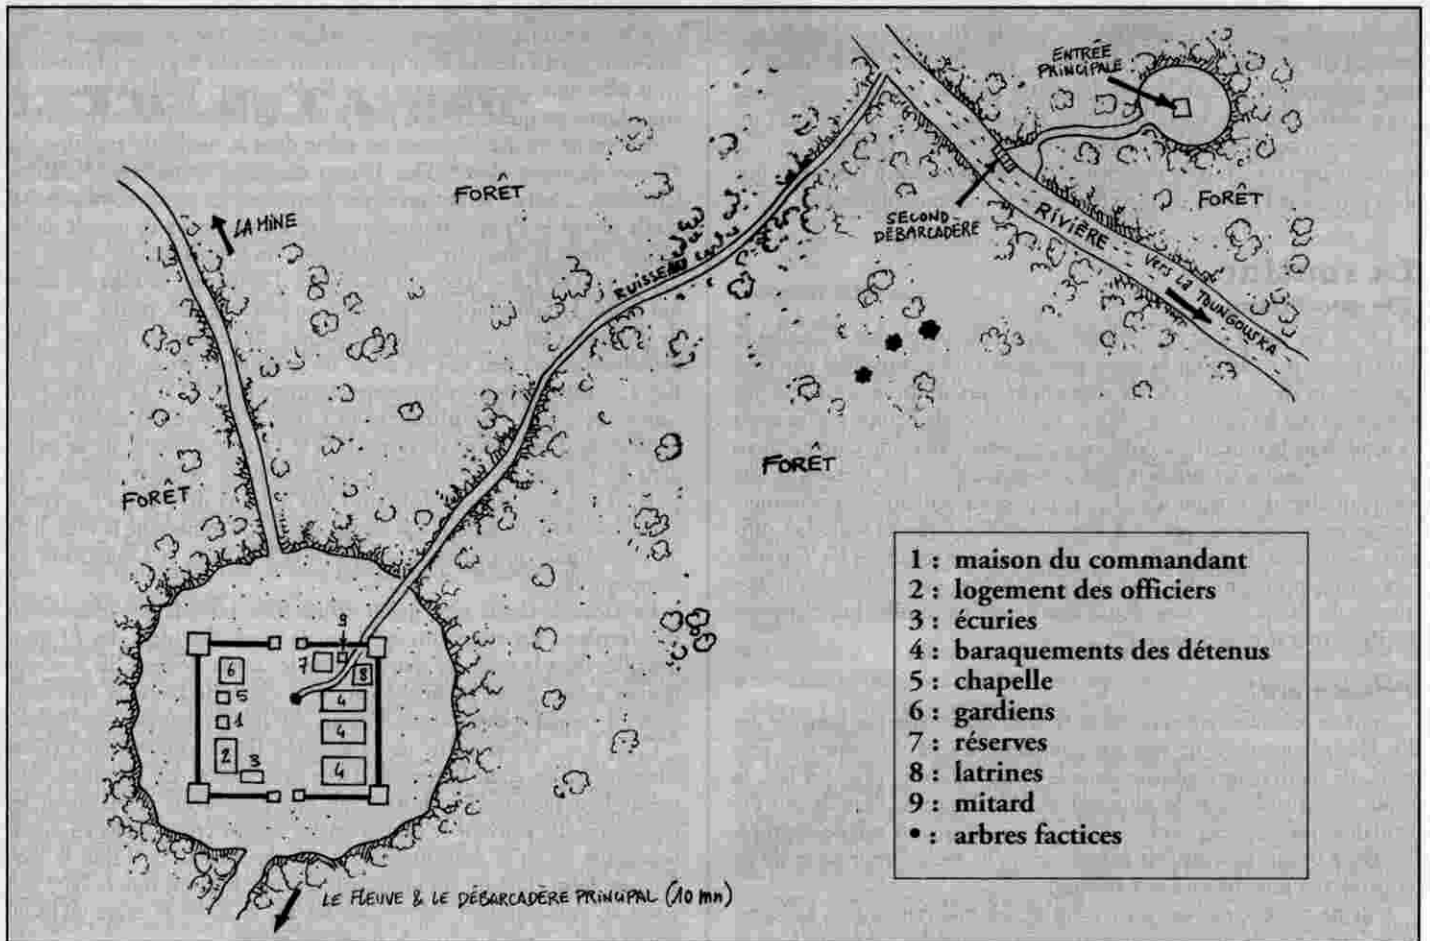 ENTRÉE
PRINCIPALE
FORÊT
LA MINE
FORÊT
SECOND
DÉBARCADÈRE
RIVIÈRE
vers LA TOUNGOUSKA
RUISSEAU
FORÊT
FORÊT
9
7
6
8
5
4
1
4
2
3
4
1 : maison du commandant
2 : logement des officiers
3 : écuries
4 : baraquements des détenus
5 : chapelle
6 : gardiens
7 : réserves
8 : latrines
9 : mitard
• : arbres factices
LE FLEUVE & LE DÉBARCADÈRE PRINCIPAL (10 mn)